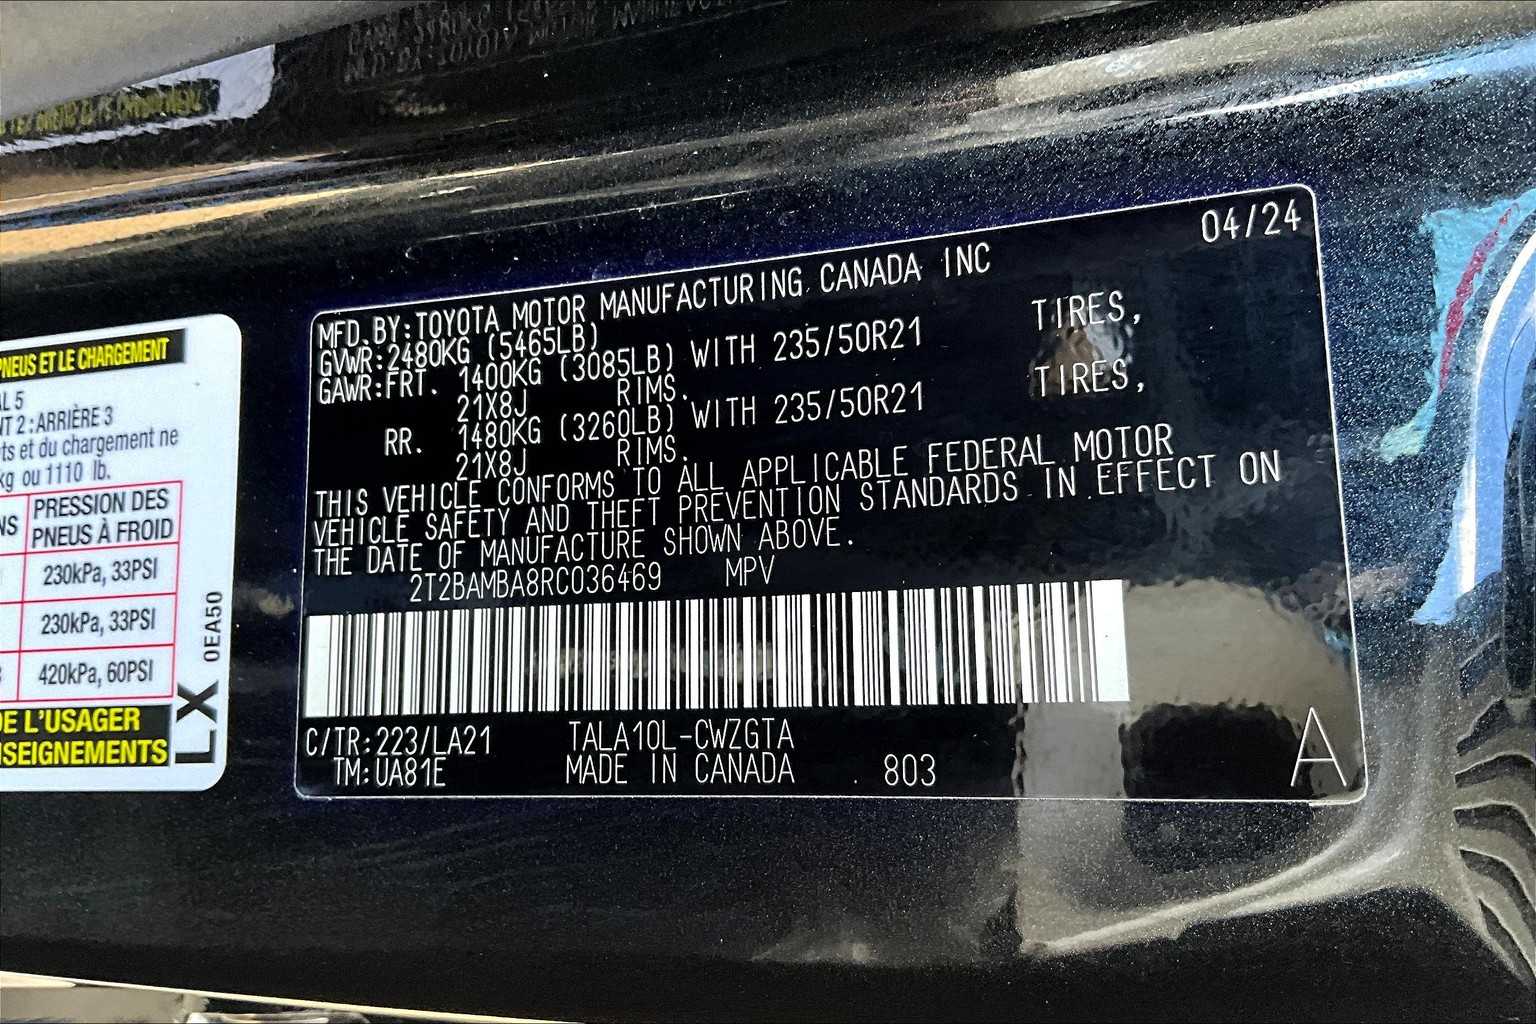 04/24
MFD.BY:TOYOTA MOTOR MANUFACTURING CANADA INC
GVWR:2480KG (5465LB)
GAWR:FRT. 1400KG (3085LB) WITH 235/50R21 TIRES,
21X8J RIMS.
RR. 1480KG (3260LB) WITH 235/50R21 TIRES,
21X8J RIMS.
THIS VEHICLE CONFORMS TO ALL APPLICABLE FEDERAL MOTOR
VEHICLE SAFETY AND THEFT PREVENTION STANDARDS IN EFFECT ON
THE DATE OF MANUFACTURE SHOWN ABOVE.
2T2BAMBA8RC036469 MPV
C/TR:223/LA21 TALA10L-CWZGTA
TM:UA81E MADE IN CANADA 803
A
PNEUS ET LE CHARGEMENT
AL 5
NT 2 : ARRIÈRE 3
ts et du chargement ne
kg ou 1110 lb.
NS PRESSION DES
PNEUS À FROID
230kPa, 33PSI
230kPa, 33PSI
420kPa, 60PSI
DE L'USAGER
NSEIGNEMENTS
LX 0EA50